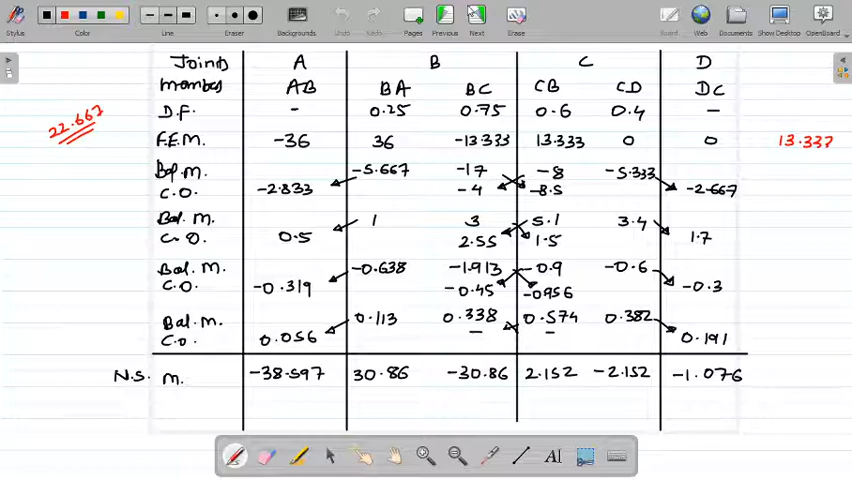 Stylus Color Line Eraser Backgrounds Undo Redo Pages Previous Next Erase Board Web Documents Show Desktop OpenBoard
Joints A B C D
Members AB BA BC CB CD DC
D.F. - 0.25 0.75 0.6 0.4 -
22.667
F.E.M. -36 36 -13.333 13.333 0 0 13.337
Bal.M. -5.667 -17 -8 -5.333
C.O. -2.833 -4 -8.5 -2.667
Bal.M. 1 3 5.1 3.4
C.O. 0.5 2.55 1.5 1.7
Bal.M. -0.638 -1.913 -0.9 -0.6
C.O. -0.319 -0.45 -0956 -0.3
Bal.M. 0.113 0.338 0.574 0.382
C.O. 0.056 - - 0.191
N.S. M. -38.597 30.86 -30.86 2.152 -2.152 -1.076
AI